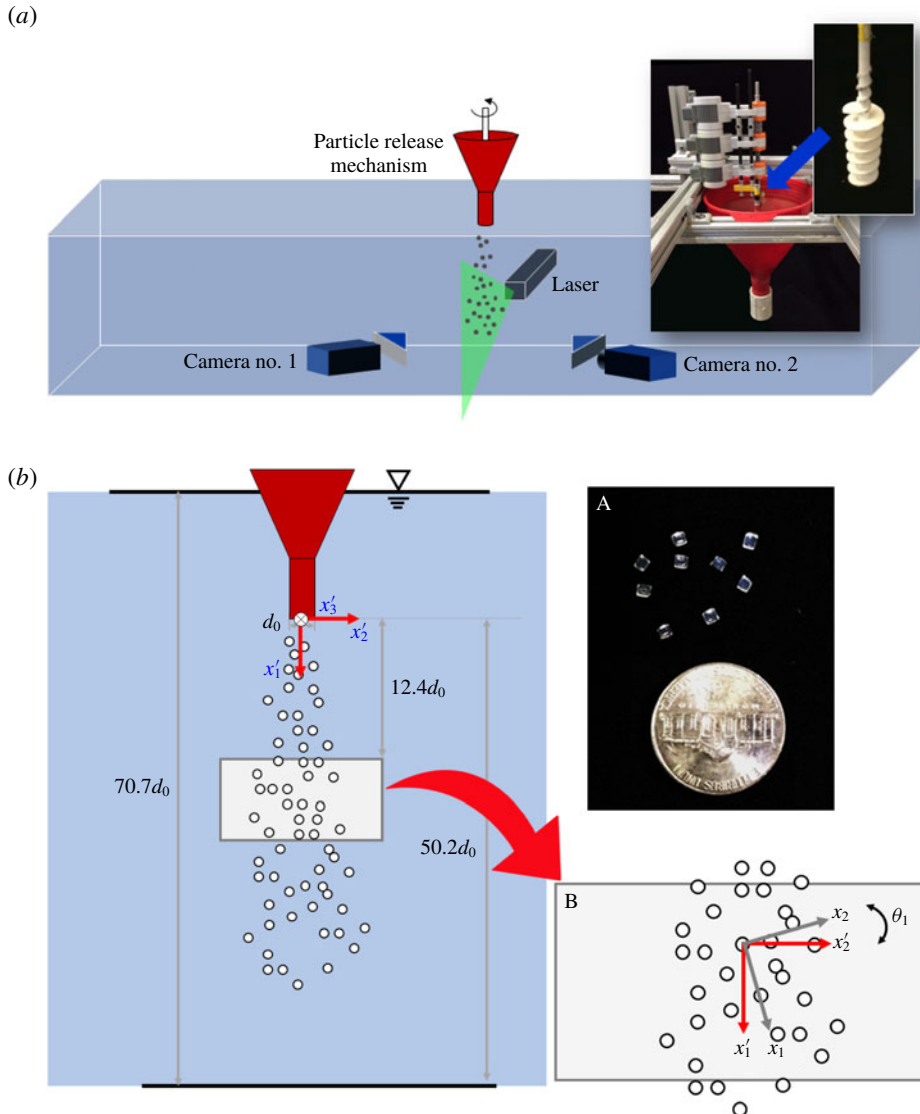 (a)
Particle release
mechanism
Laser
Camera no. 1
Camera no. 2
(b)
A
d₀
x′₃
x′₂
x′₁
12.4d₀
70.7d₀
50.2d₀
B
x₂
θ₁
x′₂
x′₁
x₁